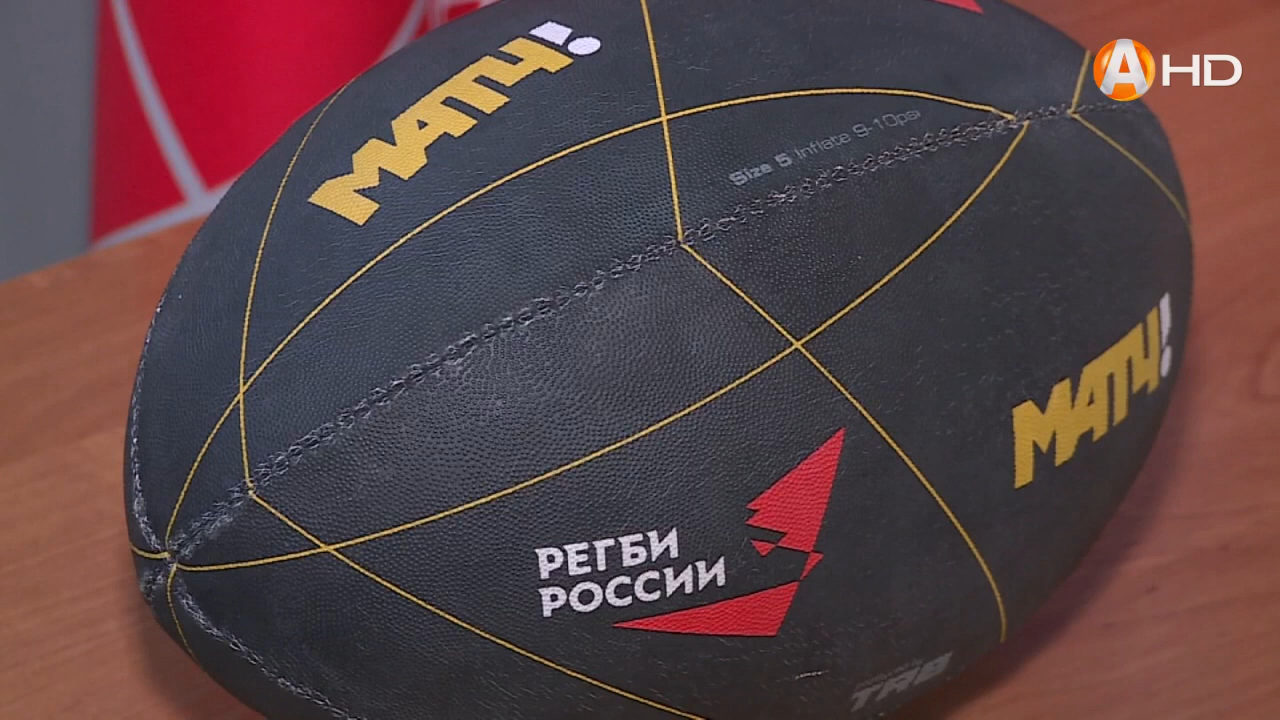 МАТЧ!
A HD
Size 5 Inflate 9-10psi
МАТЧ!
РЕГБИ
РОССИИ